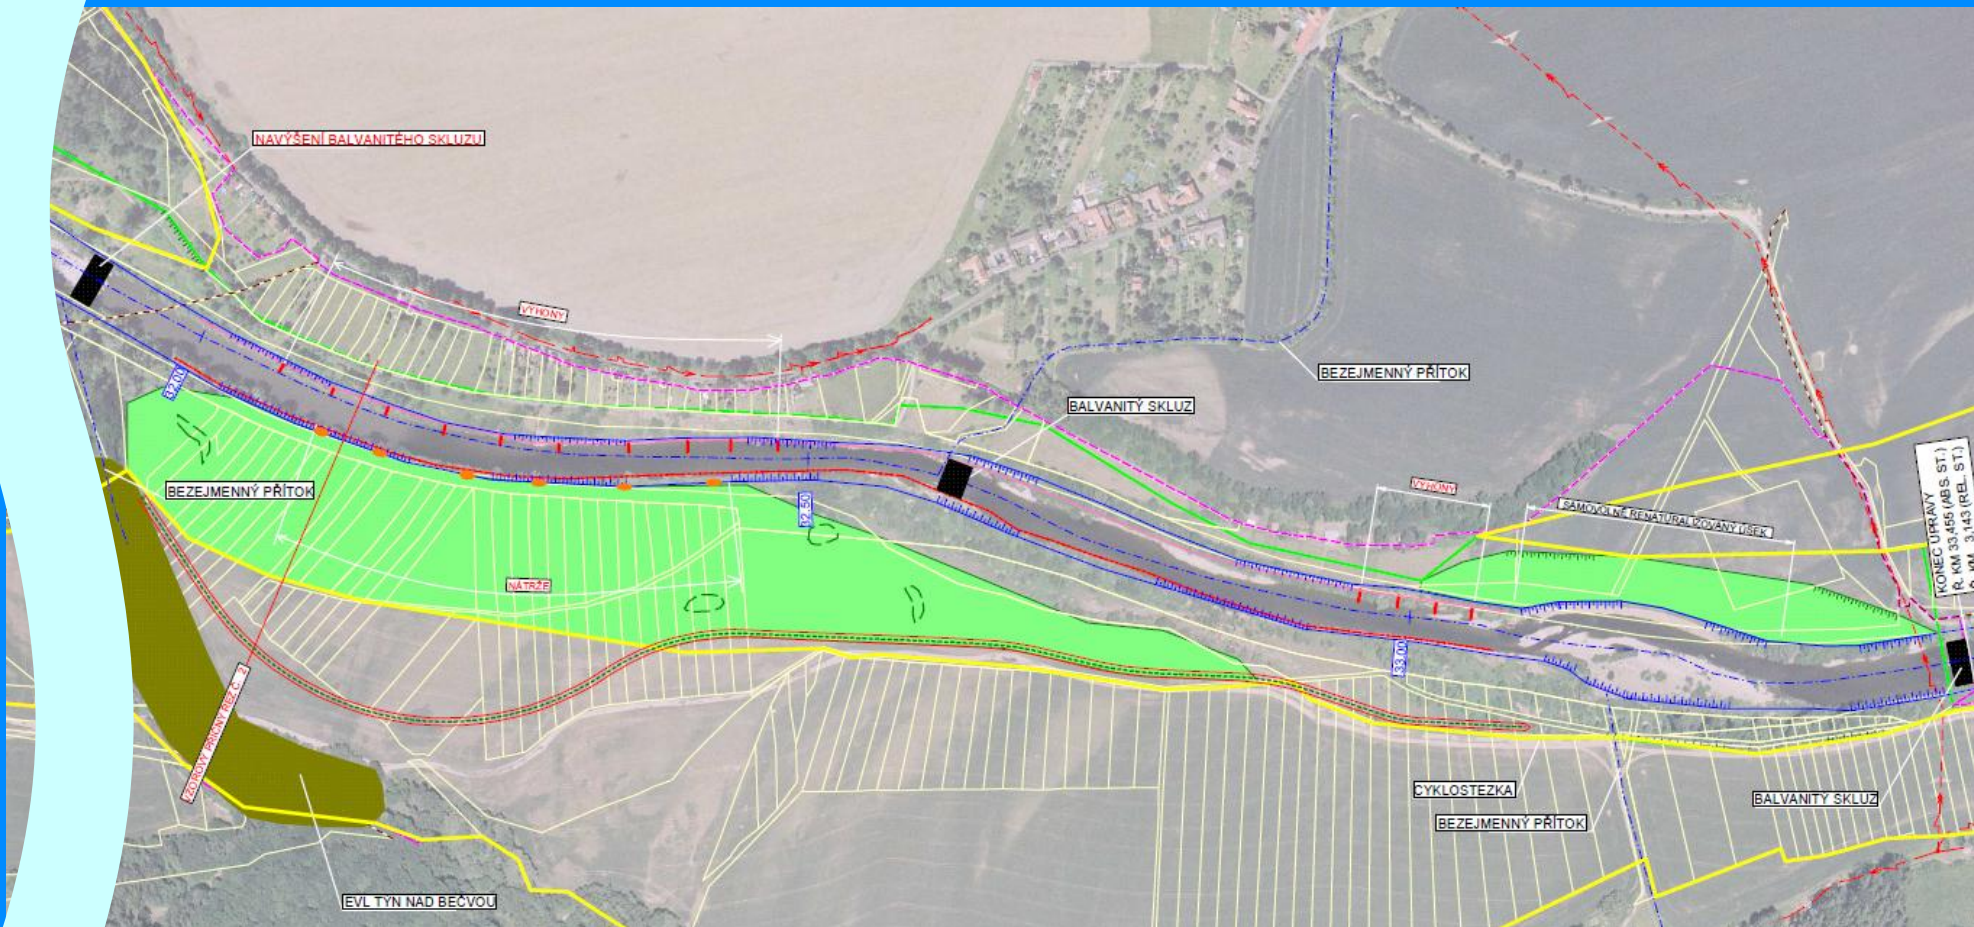 NAVÝŠENÍ BALVANITÉHO SKLUZU
VÝHONY
BEZEJMENNÝ PŘÍTOK
BALVANITÝ SKLUZ
32,00
VÝHONY
SAMOVOLNĚ RENATURALIZOVANÝ ÚSEK
KONEC ÚPRAVY
Ř. KM 33,455 (ABS. ST.)
Ř. KM 3,143 (REL. ST.)
BEZEJMENNÝ PŘÍTOK
32,50
NÁTRŽE
33,00
VZOROVÝ PŘÍČNÝ ŘEZ Č. 2
CYKLOSTEZKA
BEZEJMENNÝ PŘÍTOK
BALVANITÝ SKLUZ
EVL TÝN NAD BEČVOU